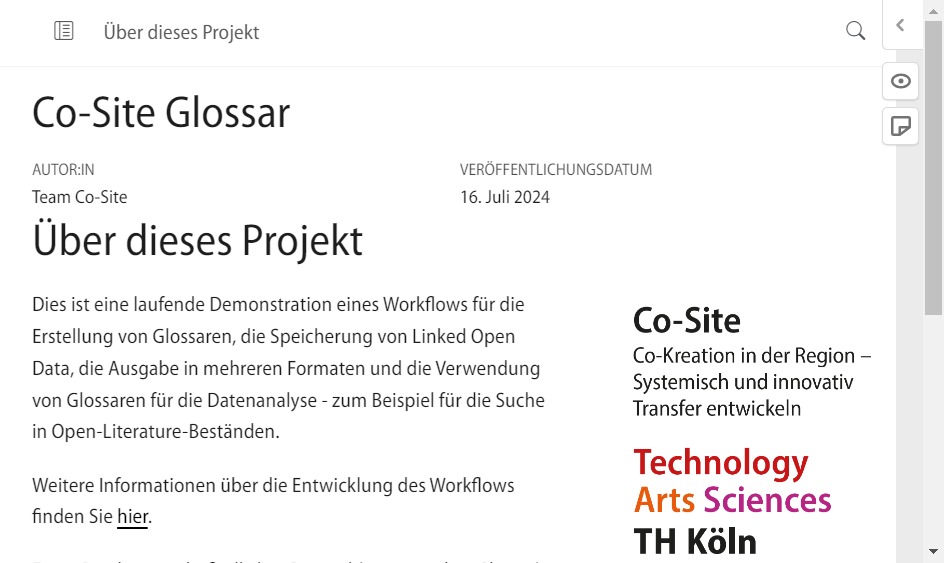 Über dieses Projekt
Co-Site Glossar
AUTOR:IN
Team Co-Site
VERÖFFENTLICHUNGSDATUM
16. Juli 2024
Über dieses Projekt
Dies ist eine laufende Demonstration eines Workflows für die
Erstellung von Glossaren, die Speicherung von Linked Open
Data, die Ausgabe in mehreren Formaten und die Verwendung
von Glossaren für die Datenanalyse - zum Beispiel für die Suche
in Open-Literature-Beständen.
Weitere Informationen über die Entwicklung des Workflows
finden Sie hier.
Co-Site
Co-Kreation in der Region –
Systemisch und innovativ
Transfer entwickeln
Technology
Arts Sciences
TH Köln